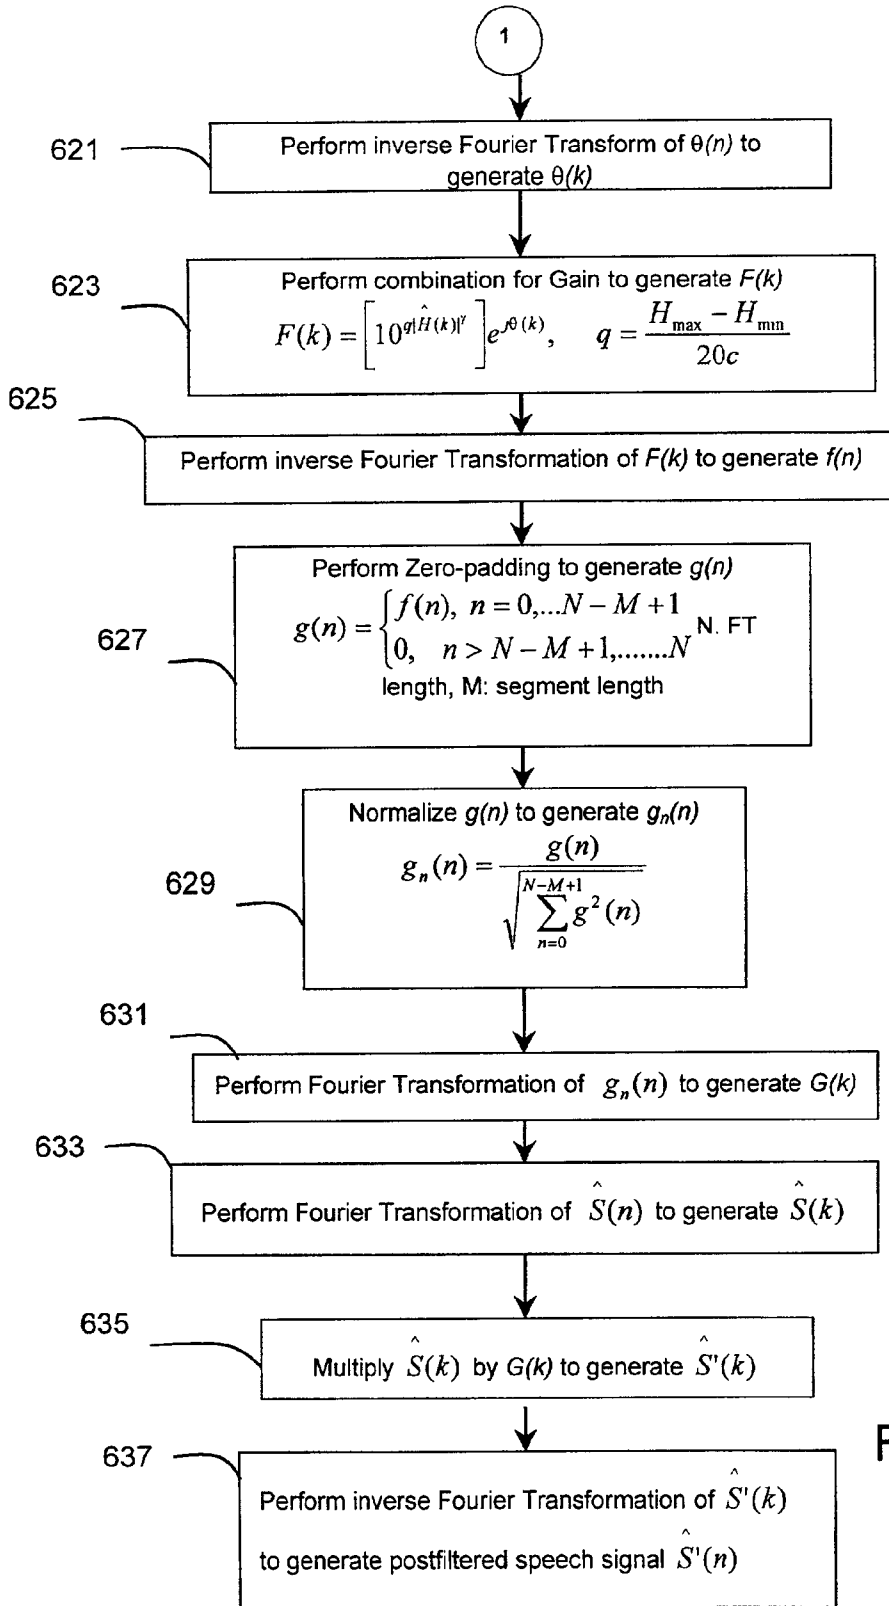 1
621
Perform inverse Fourier Transform of θ(n) to
generate θ(k)
623
Perform combination for Gain to generate F(k)
F(k) = [10^{q|Ĥ(k)|^γ}] e^{jθ(k)}, q = (H_max − H_min) / 20c
625
Perform inverse Fourier Transformation of F(k) to generate f(n)
627
Perform Zero-padding to generate g(n)
g(n) = { f(n), n = 0,...N − M + 1
0, n > N − M + 1,.......N N. FT
length, M: segment length
629
Normalize g(n) to generate g_n(n)
g_n(n) = g(n) / √(∑_{n=0}^{N−M+1} g²(n))
631
Perform Fourier Transformation of g_n(n) to generate G(k)
633
Perform Fourier Transformation of Ŝ(n) to generate Ŝ(k)
635
Multiply Ŝ(k) by G(k) to generate Ŝ'(k)
637
Perform inverse Fourier Transformation of Ŝ'(k)
to generate postfiltered speech signal Ŝ'(n)